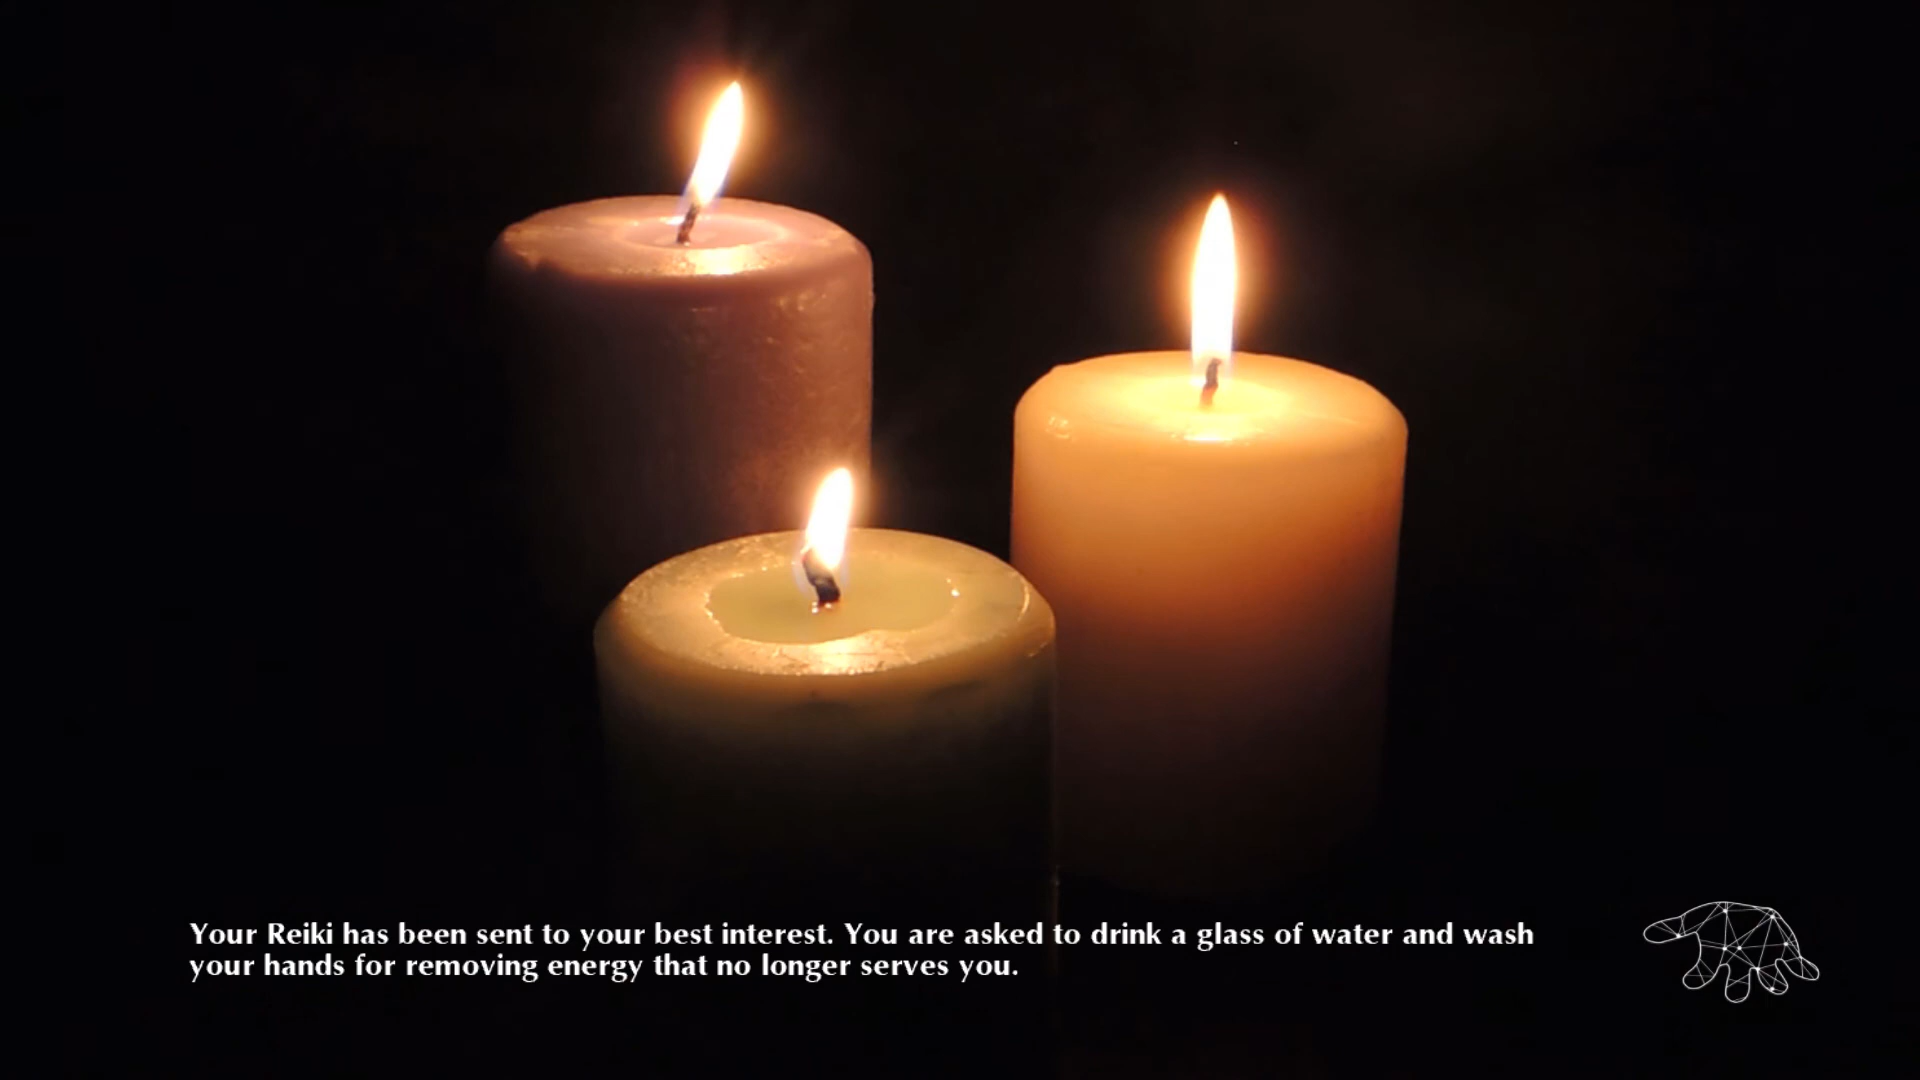 Your Reiki has been sent to your best interest. You are asked to drink a glass of water and wash
your hands for removing energy that no longer serves you.